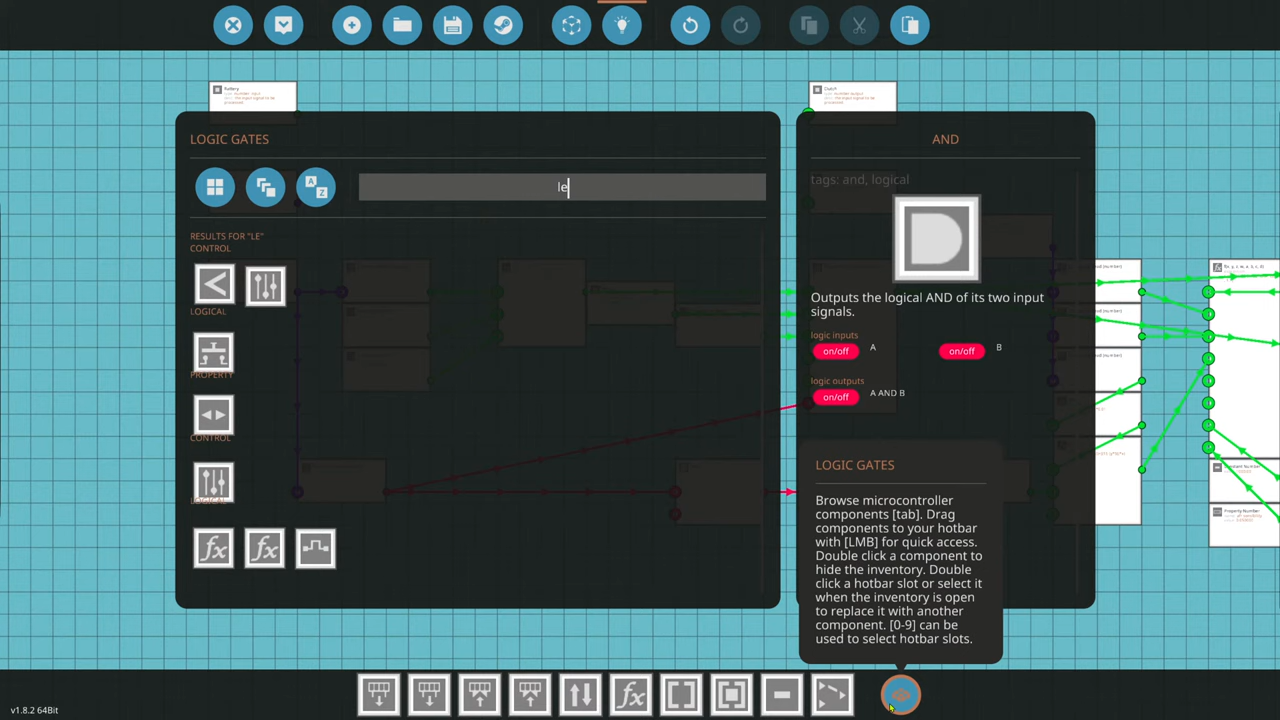 Battery
Clutch
LOGIC GATES
AND
le
tags: and, logical
RESULTS FOR "LE"
CONTROL
LOGICAL
PROPERTY
CONTROL
LOGICAL
Outputs the logical AND of its two input
signals.
logic inputs
on/off A on/off B
logic outputs
on/off A AND B
LOGIC GATES
Browse microcontroller
components [tab]. Drag
components to your hotbar
with [LMB] for quick access.
Double click a component to
hide the inventory. Double
click a hotbar slot or select it
when the inventory is open
to replace it with another
component. [0-9] can be
used to select hotbar slots.
Property Number
v1.8.2 64Bit